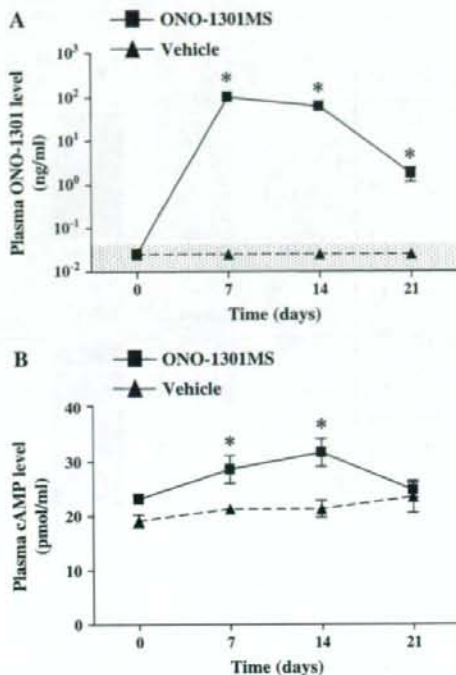 A
ONO-1301MS
Vehicle
Plasma ONO-1301 level
(ng/ml)
10³
10²
10¹
10⁰
10⁻¹
10⁻²
*
*
*
0 7 14 21
Time (days)
B
ONO-1301MS
Vehicle
Plasma cAMP level
(pmol/ml)
40
30
20
10
0
*
*
0 7 14 21
Time (days)